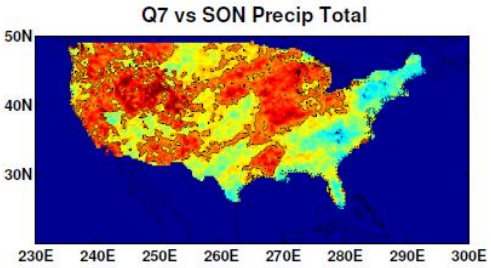 Q7 vs SON Precip Total
50N
40N
30N
230E 240E 250E 260E 270E 280E 290E 300E